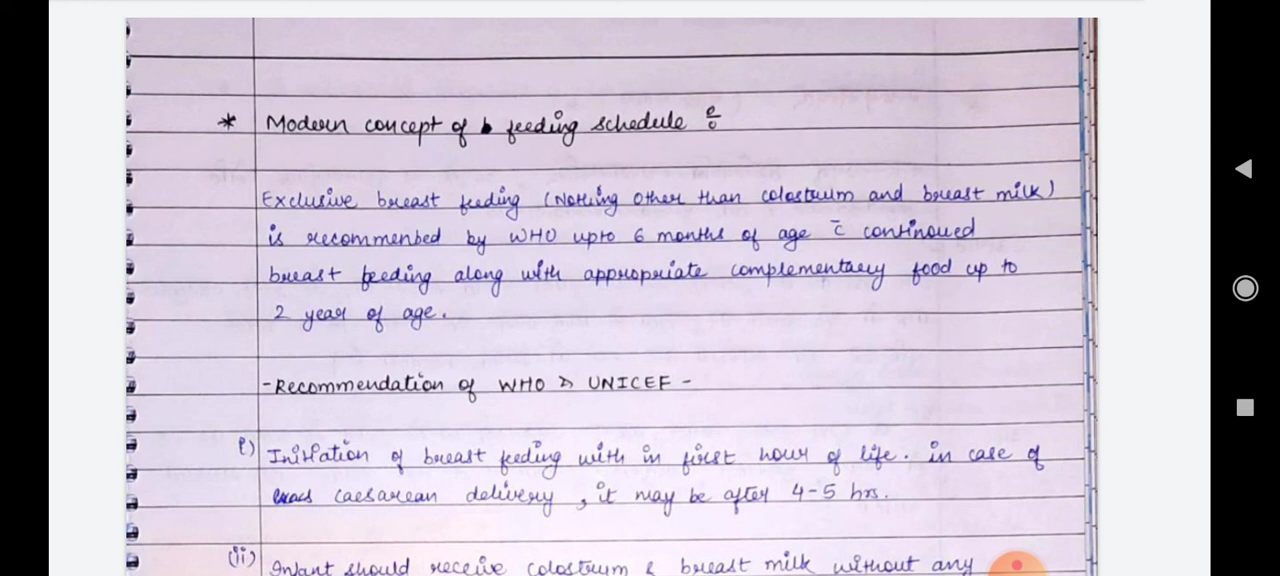 * Modern concept of feeding schedule :-
Exclusive breast feeding (Nothing other than colostrum and breast milk)
is recommenbed by WHO upto 6 months of age c̄ continoued
breast feeding along with appropriate complementary food up to
2 year of age.
- Recommendation of WHO & UNICEF -
i) Initiation of breast feeding with in first hour of life. in case of
caesarean delivery, it may be after 4-5 hrs.
(ii) Infant should receive colostrum & breast milk without any